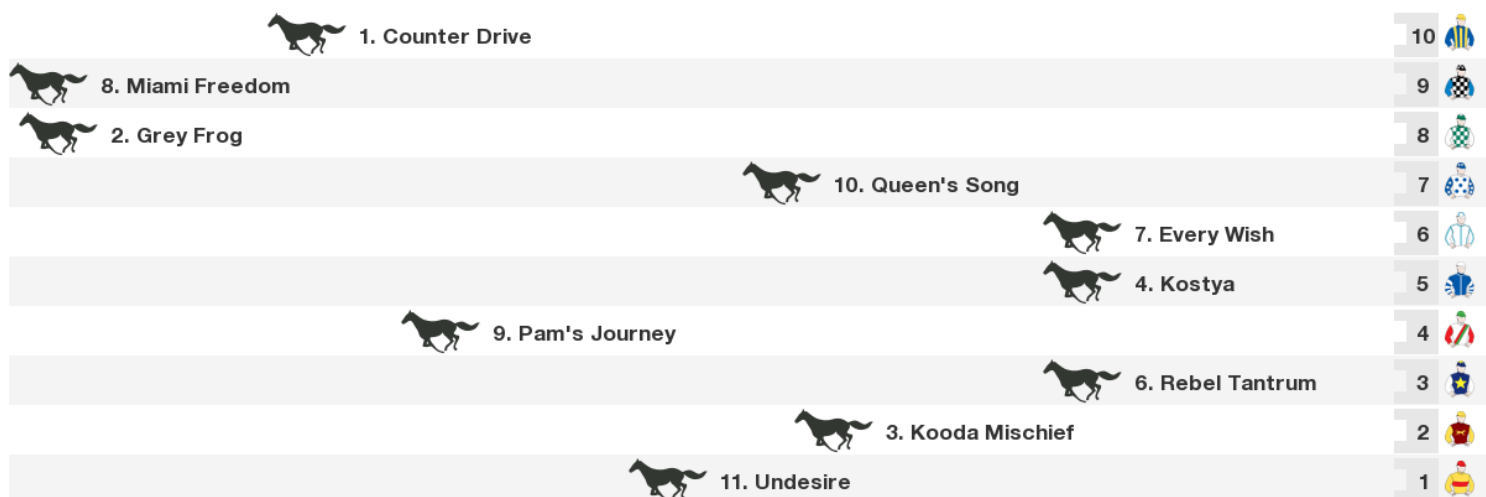 1. Counter Drive 10
8. Miami Freedom 9
2. Grey Frog 8
10. Queen's Song 7
7. Every Wish 6
4. Kostya 5
9. Pam's Journey 4
6. Rebel Tantrum 3
3. Kooda Mischief 2
11. Undesire 1